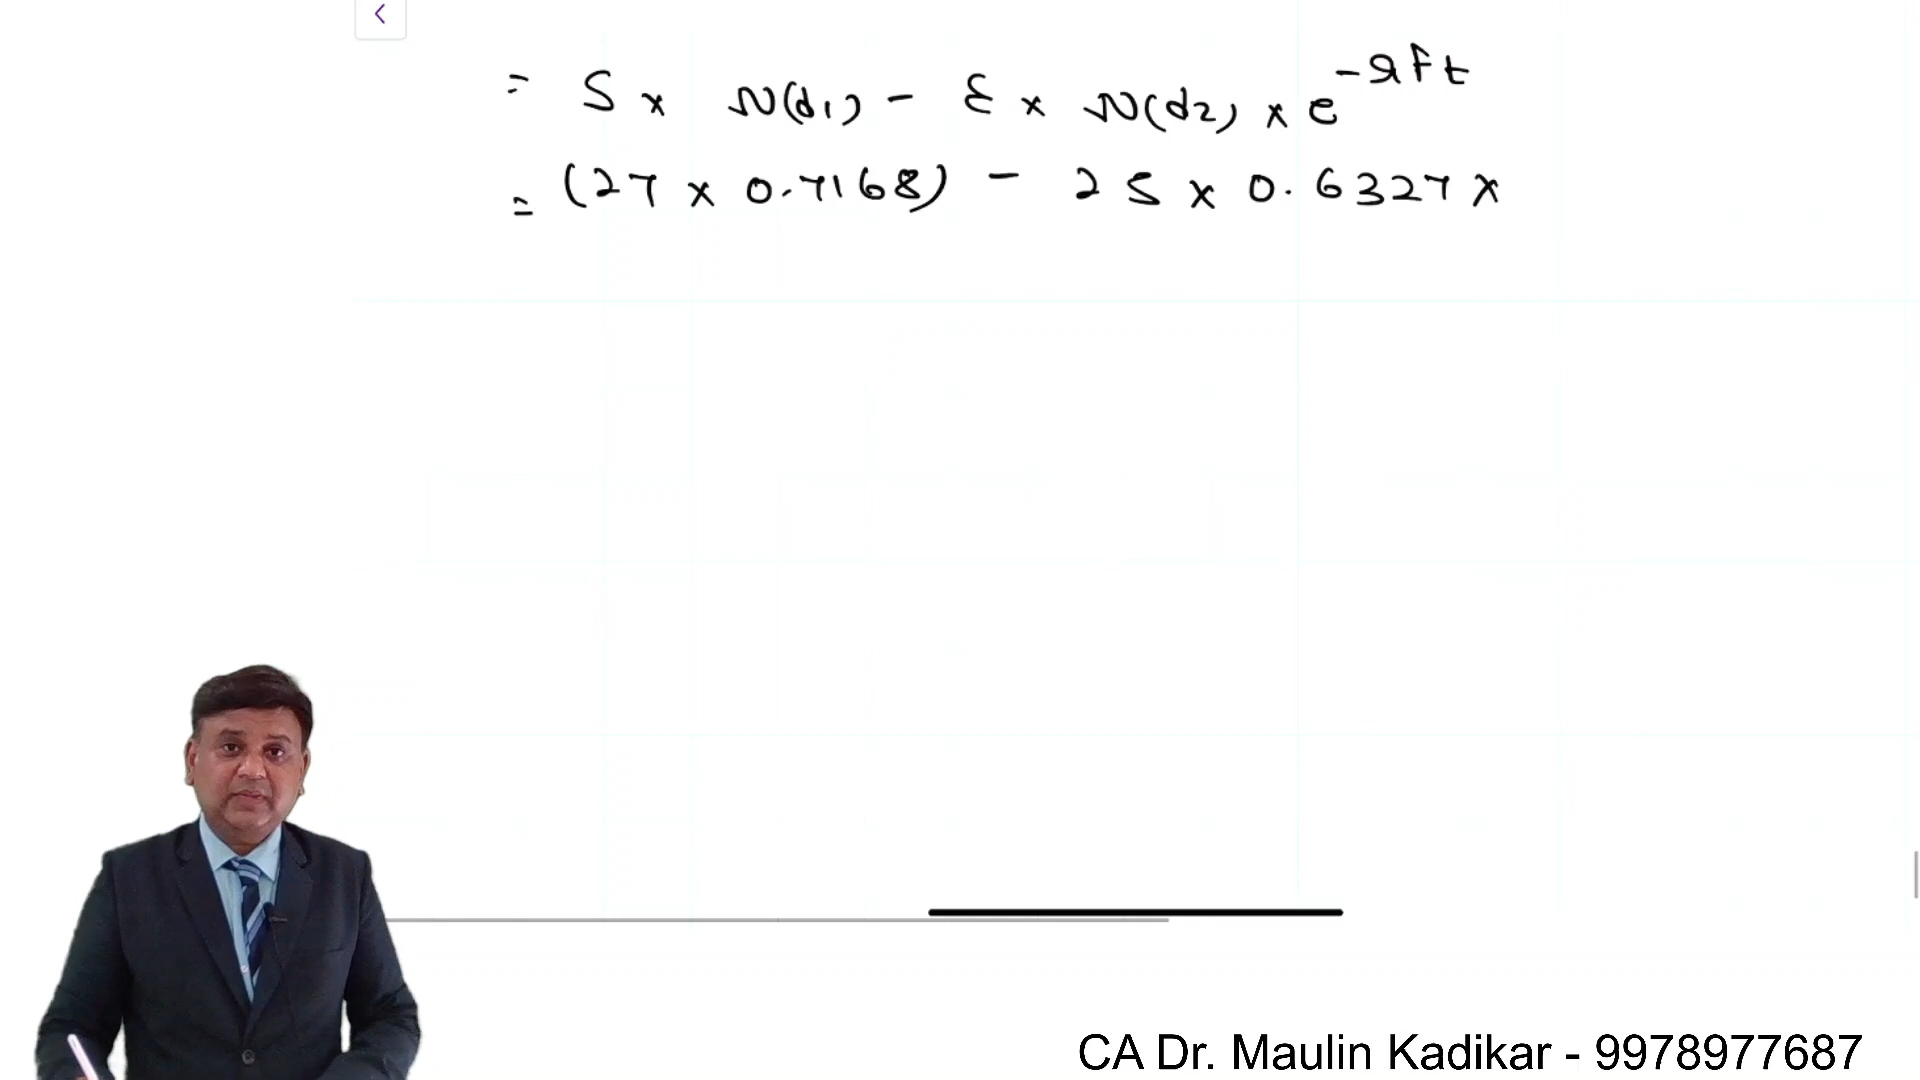 = S × N(d1) - E × N(d2) × e^-rft
= (27 × 0.7168) - 25 × 0.6327 ×
CA Dr. Maulin Kadikar - 9978977687